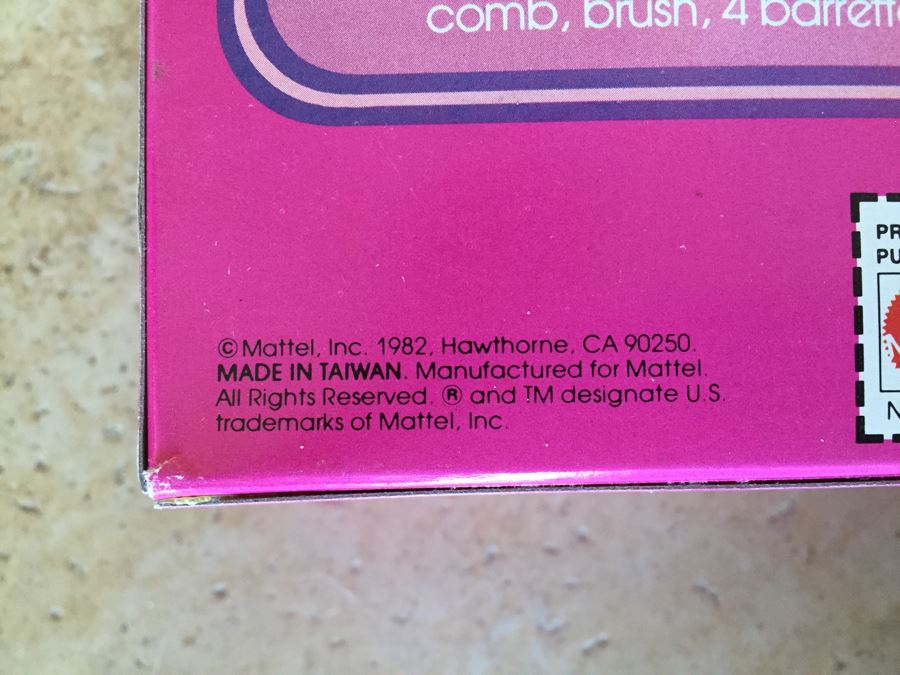 comb, brush, 4
©Mattel, Inc. 1982, Hawthorne, CA 90250.
MADE IN TAIWAN. Manufactured for Mattel.
All Rights Reserved. ® and TM designate U.S.
trademarks of Mattel, Inc.